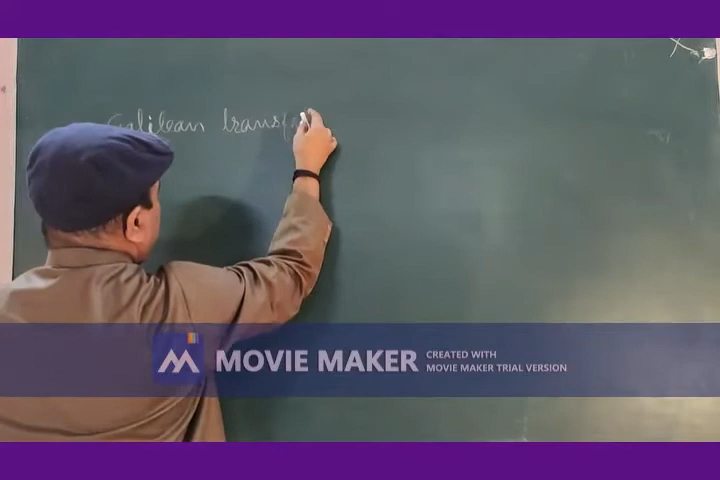 Galilean transf
MOVIE MAKER
CREATED WITH
MOVIE MAKER TRIAL VERSION